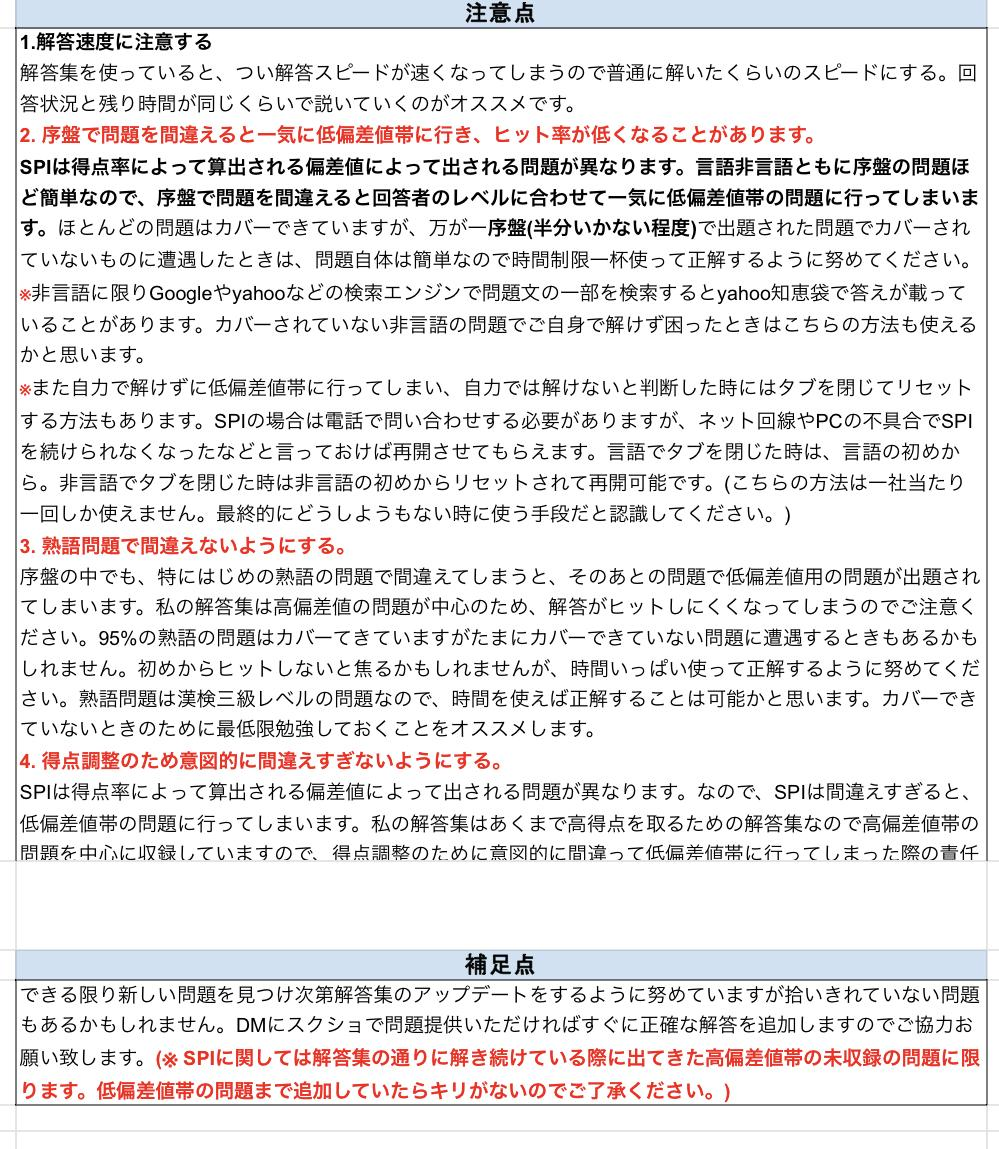 注意点
1.解答速度に注意する
解答集を使っていると、つい解答スピードが速くなってしまうので普通に解いたくらいのスピードにする。回
答状況と残り時間が同じくらいで説いていくのがオススメです。
2. 序盤で問題を間違えると一気に低偏差値帯に行き、ヒット率が低くなることがあります。
SPIは得点率によって算出される偏差値によって出される問題が異なります。言語非言語ともに序盤の問題ほ
ど簡単なので、序盤で問題を間違えると回答者のレベルに合わせて一気に低偏差値帯の問題に行ってしまいま
す。ほとんどの問題はカバーできていますが、万が一序盤(半分いかない程度)で出題された問題でカバーされ
ていないものに遭遇したときは、問題自体は簡単なので時間制限一杯使って正解するように努めてください。
※非言語に限りGoogleやyahooなどの検索エンジンで問題文の一部を検索するとyahoo知恵袋で答えが載って
いることがあります。カバーされていない非言語の問題でご自身で解けず困ったときはこちらの方法も使える
かと思います。
※また自力で解けずに低偏差値帯に行ってしまい、自力では解けないと判断した時にはタブを閉じてリセット
する方法もあります。SPIの場合は電話で問い合わせする必要がありますが、ネット回線やPCの不具合でSPI
を続けられなくなったなどと言っておけば再開させてもらえます。言語でタブを閉じた時は、言語の初めか
ら。非言語でタブを閉じた時は非言語の初めからリセットされて再開可能です。(こちらの方法は一社当たり
一回しか使えません。最終的にどうしようもない時に使う手段だと認識してください。)
3. 熟語問題で間違えないようにする。
序盤の中でも、特にはじめの熟語の問題で間違えてしまうと、そのあとの問題で低偏差値用の問題が出題され
てしまいます。私の解答集は高偏差値の問題が中心のため、解答がヒットしにくくなってしまうのでご注意く
ださい。95%の熟語の問題はカバーてきていますがたまにカバーできていない問題に遭遇するときもあるかも
しれません。初めからヒットしないと焦るかもしれませんが、時間いっぱい使って正解するように努めてくだ
さい。熟語問題は漢検三級レベルの問題なので、時間を使えば正解することは可能かと思います。カバーでき
ていないときのために最低限勉強しておくことをオススメします。
4. 得点調整のため意図的に間違えすぎないようにする。
SPIは得点率によって算出される偏差値によって出される問題が異なります。なので、SPIは間違えすぎると、
低偏差値帯の問題に行ってしまいます。私の解答集はあくまで高得点を取るための解答集なので高偏差値帯の
問題を中心に収録していますので、得点調整のために意図的に間違って低偏差値帯に行ってしまった際の責任
補足点
できる限り新しい問題を見つけ次第解答集のアップデートをするように努めていますが拾いきれていない問題
もあるかもしれません。DMにスクショで問題提供いただければすぐに正確な解答を追加しますのでご協力お
願い致します。(※ SPIに関しては解答集の通りに解き続けている際に出てきた高偏差値帯の未収録の問題に限
ります。低偏差値帯の問題まで追加していたらキリがないのでご了承ください。)